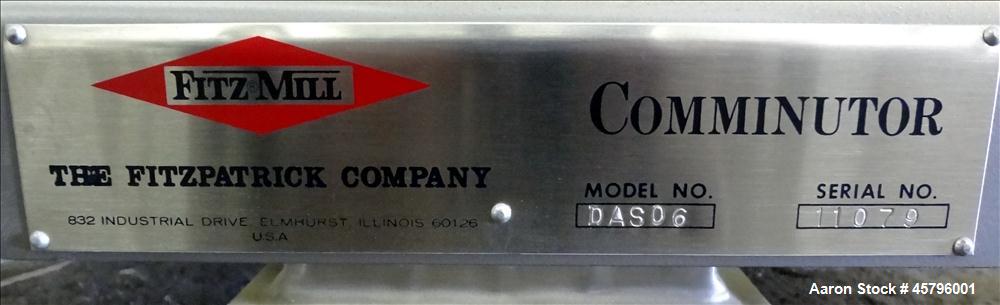 FITZ®MILL
COMMINUTOR
THE FITZPATRICK COMPANY
832 INDUSTRIAL DRIVE, ELMHURST, ILLINOIS 60126
U.S.A.
MODEL NO.
DAS06
SERIAL NO.
11079
Aaron Stock # 45796001